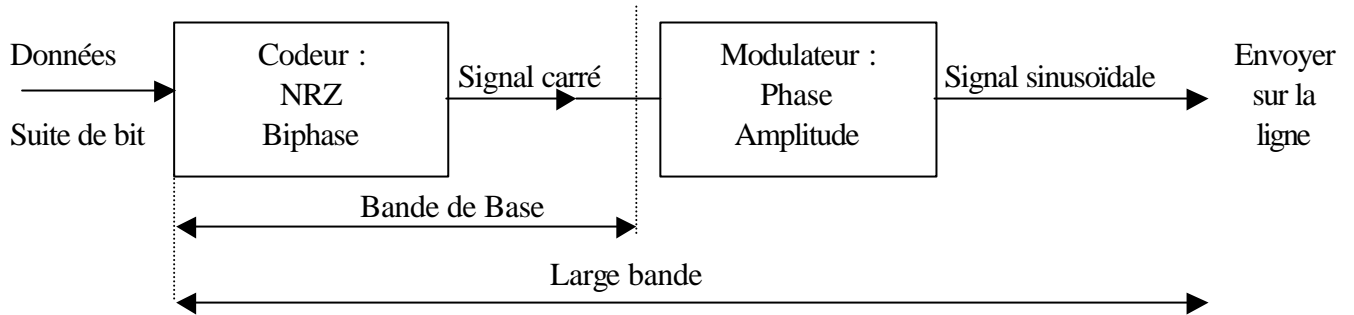 Données
Suite de bit
Codeur :
NRZ
Biphase
Signal carré
Modulateur :
Phase
Amplitude
Signal sinusoïdale
Envoyer
sur la
ligne
Bande de Base
Large bande